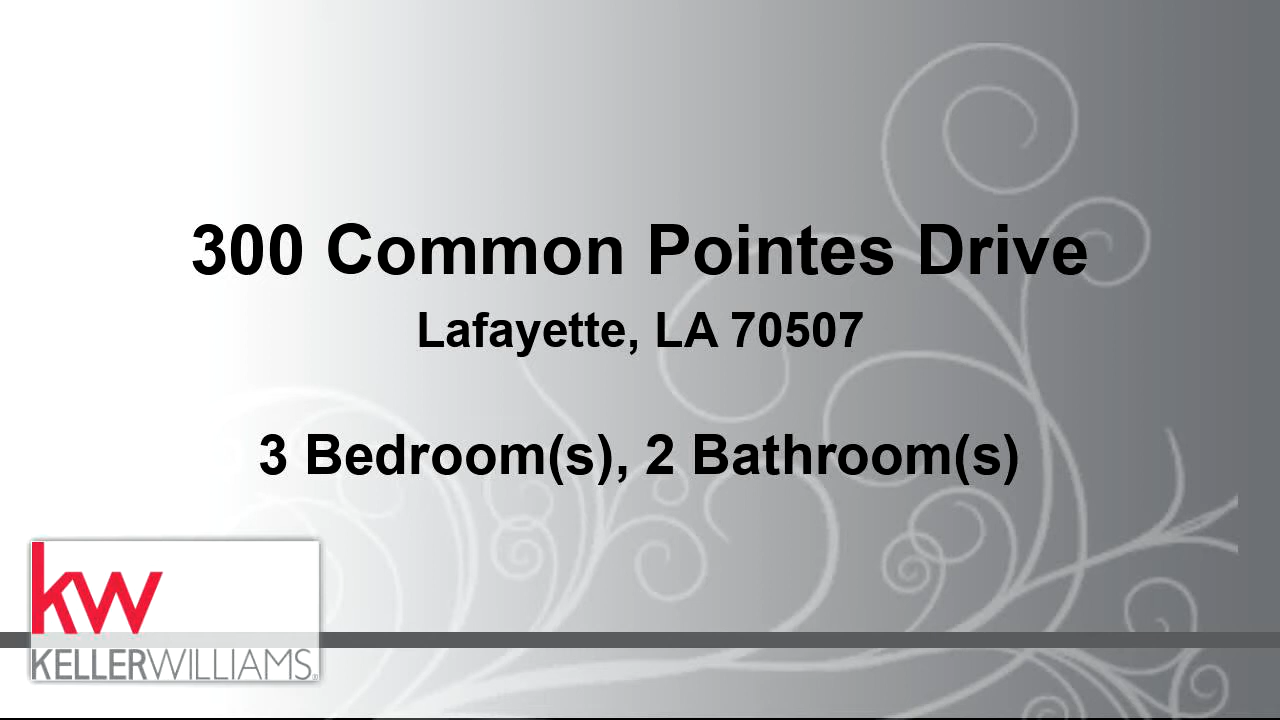 300 Common Pointes Drive
Lafayette, LA 70507
3 Bedroom(s), 2 Bathroom(s)
kw
KELLERWILLIAMS®